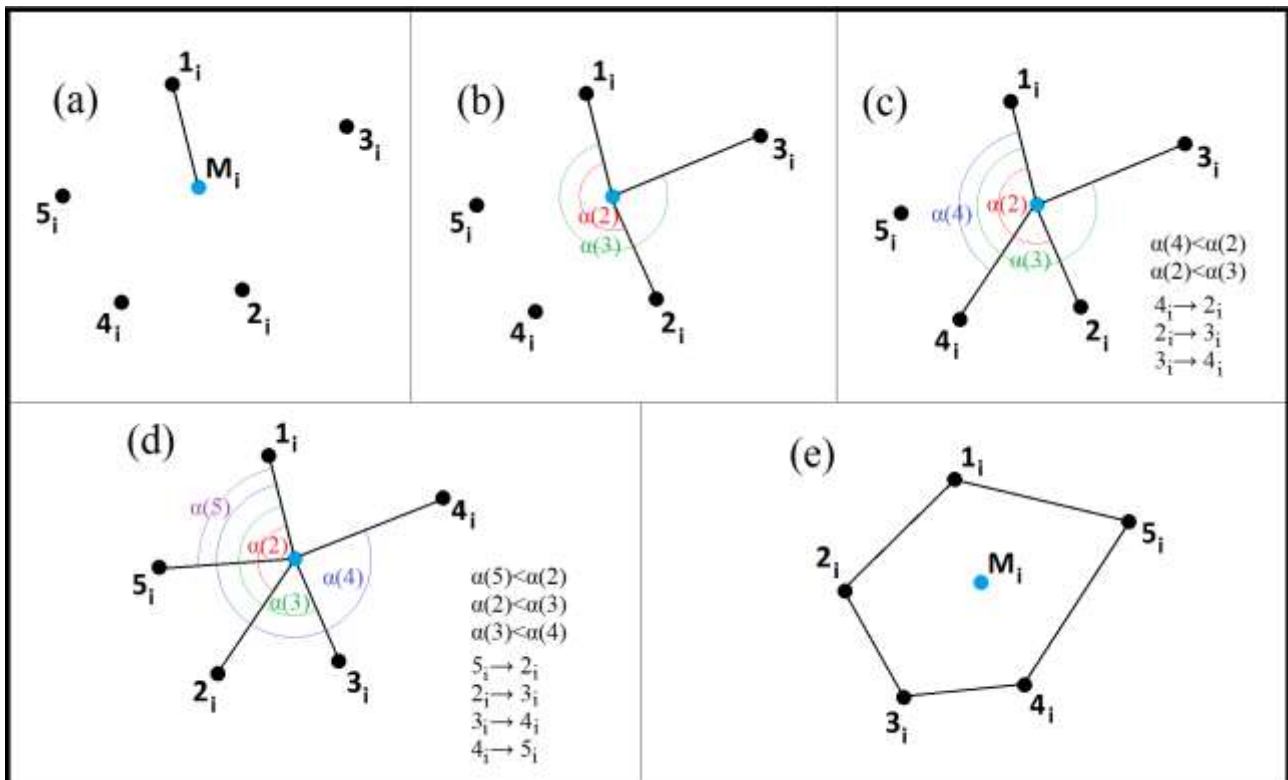 (a)
1i
3i
Mi
5i
4i
2i
(b)
1i
3i
5i
α(2)
α(3)
4i
2i
(c)
1i
3i
α(4)
α(2)
5i
α(3)
4i
2i
α(4)<α(2)
α(2)<α(3)
4i→ 2i
2i→ 3i
3i→ 4i
(d)
1i
α(5)
4i
α(2)
5i
α(4)
α(3)
2i
3i
α(5)<α(2)
α(2)<α(3)
α(3)<α(4)
5i→ 2i
2i→ 3i
3i→ 4i
4i→ 5i
(e)
1i
5i
2i
Mi
3i
4i